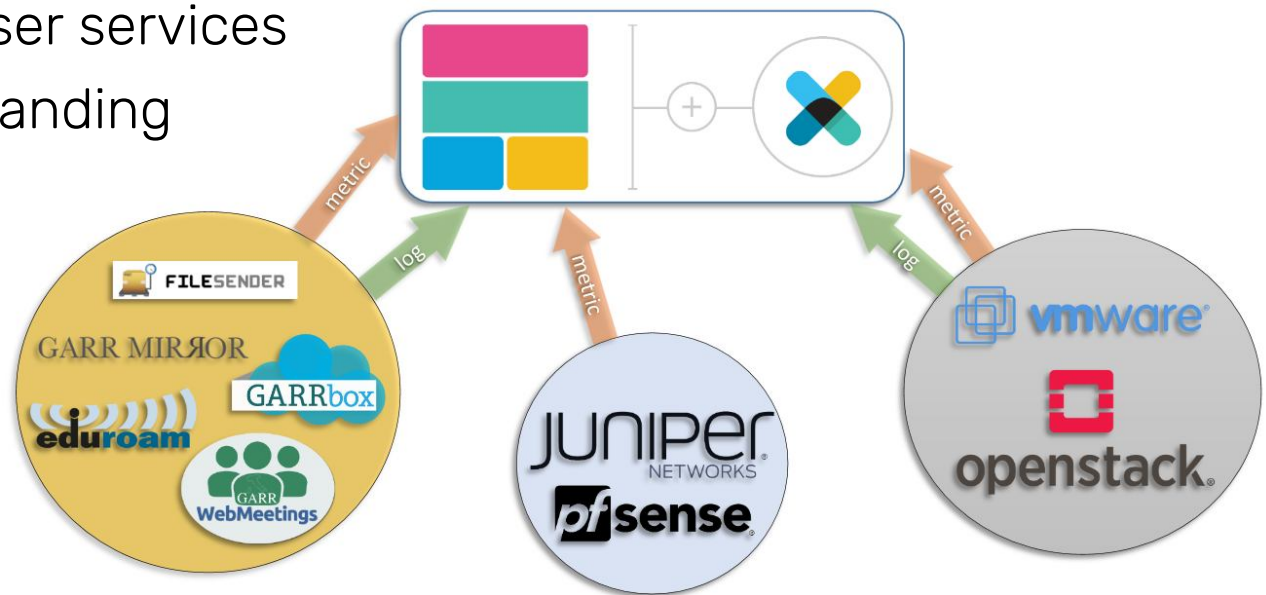 ser services
anding
metric
log
metric
log
metric
FILESENDER
GARR MIRЯOR
GARRbox
eduroam
GARR
WebMeetings
JUNIPER
NETWORKS
pfsense
vmware
openstack